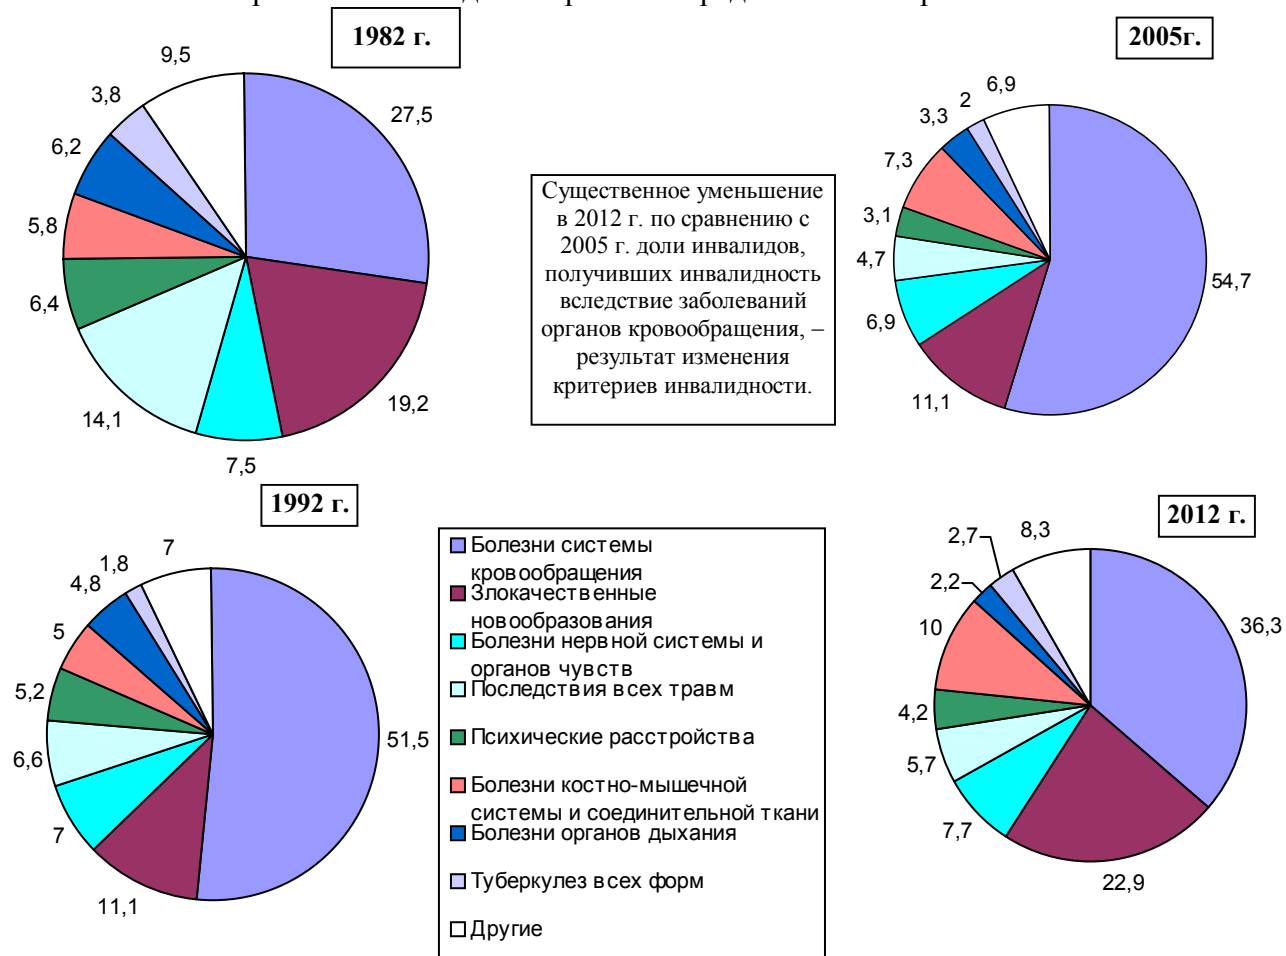 1982 г.
9,5
3,8
6,2
5,8
6,4
14,1
7,5
19,2
27,5
Существенное уменьшение
в 2012 г. по сравнению с
2005 г. доли инвалидов,
получивших инвалидность
вследствие заболеваний
органов кровообращения, –
результат изменения
критериев инвалидности.
2005г.
6,9
2
3,3
7,3
3,1
4,7
6,9
11,1
54,7
1992 г.
7
1,8
4,8
5
5,2
6,6
7
11,1
51,5
Болезни системы
кровообращения
Злокачественные
новообразования
Болезни нервной системы и
органов чувств
Последствия всех травм
Психические расстройства
Болезни костно-мышечной
системы и соединительной ткани
Болезни органов дыхания
Туберкулез всех форм
Другие
2012 г.
8,3
2,7
2,2
10
4,2
5,7
7,7
22,9
36,3